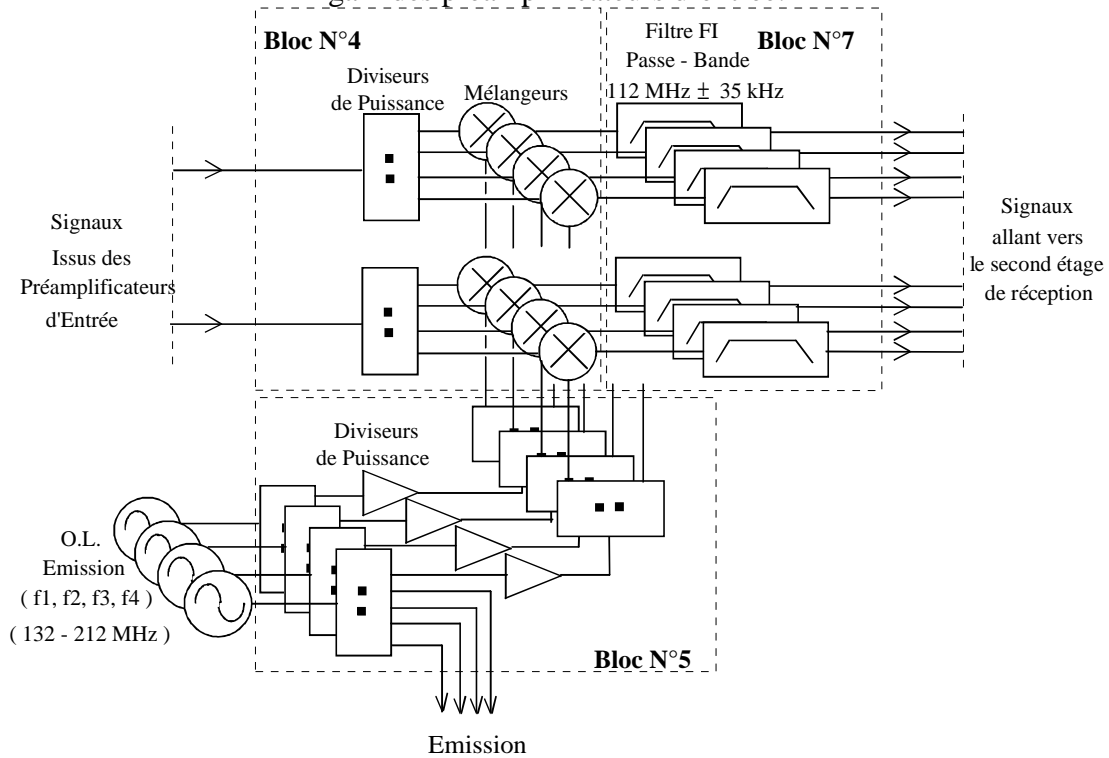 Bloc N°4
Filtre FI
Passe - Bande
112 MHz ± 35 kHz
Bloc N°7
Diviseurs
de Puissance
Mélangeurs
Signaux
Issus des
Préamplificateurs
d'Entrée
Signaux
allant vers
le second étage
de réception
Diviseurs
de Puissance
O.L.
Emission
( f1, f2, f3, f4 )
( 132 - 212 MHz )
Bloc N°5
Emission